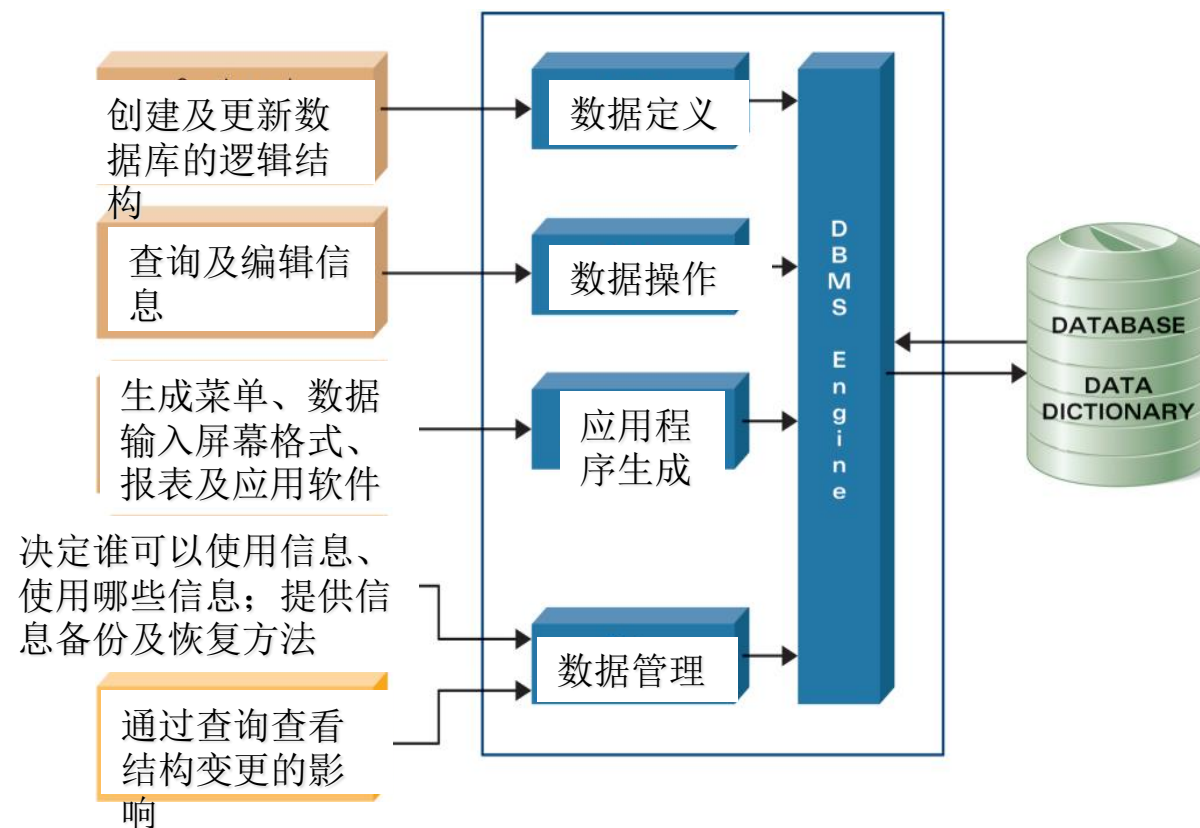 创建及更新数
据库的逻辑结
构
数据定义
查询及编辑信
息
数据操作
生成菜单、数据
输入屏幕格式、
报表及应用软件
应用程
序生成
决定谁可以使用信息、
使用哪些信息；提供信
息备份及恢复方法
数据管理
通过查询查看
结构变更的影
响
DBMS Engine
DATABASE
DATA
DICTIONARY